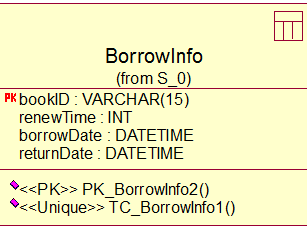 BorrowInfo
(from S_0)
PK bookID : VARCHAR(15)
renewTime : INT
borrowDate : DATETIME
returnDate : DATETIME
<<PK>> PK_BorrowInfo2()
<<Unique>> TC_BorrowInfo1()